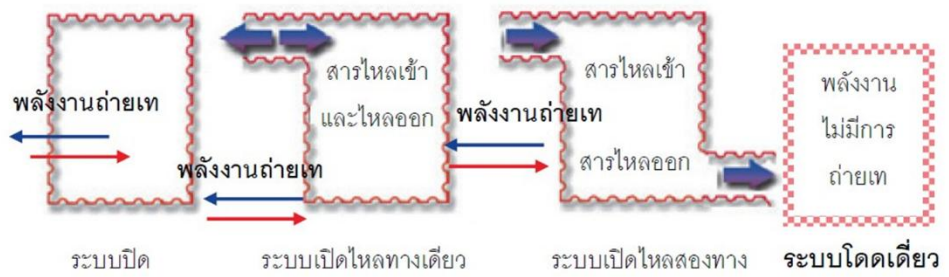 พลังงานถ่ายเท
ระบบปิด
สารไหลเข้า
และไหลออก
พลังงานถ่ายเท
ระบบเปิดไหลทางเดียว
พลังงานถ่ายเท
สารไหลเข้า
สารไหลออก
ระบบเปิดไหลสองทาง
พลังงาน
ไม่มีการ
ถ่ายเท
ระบบโดดเดี่ยว